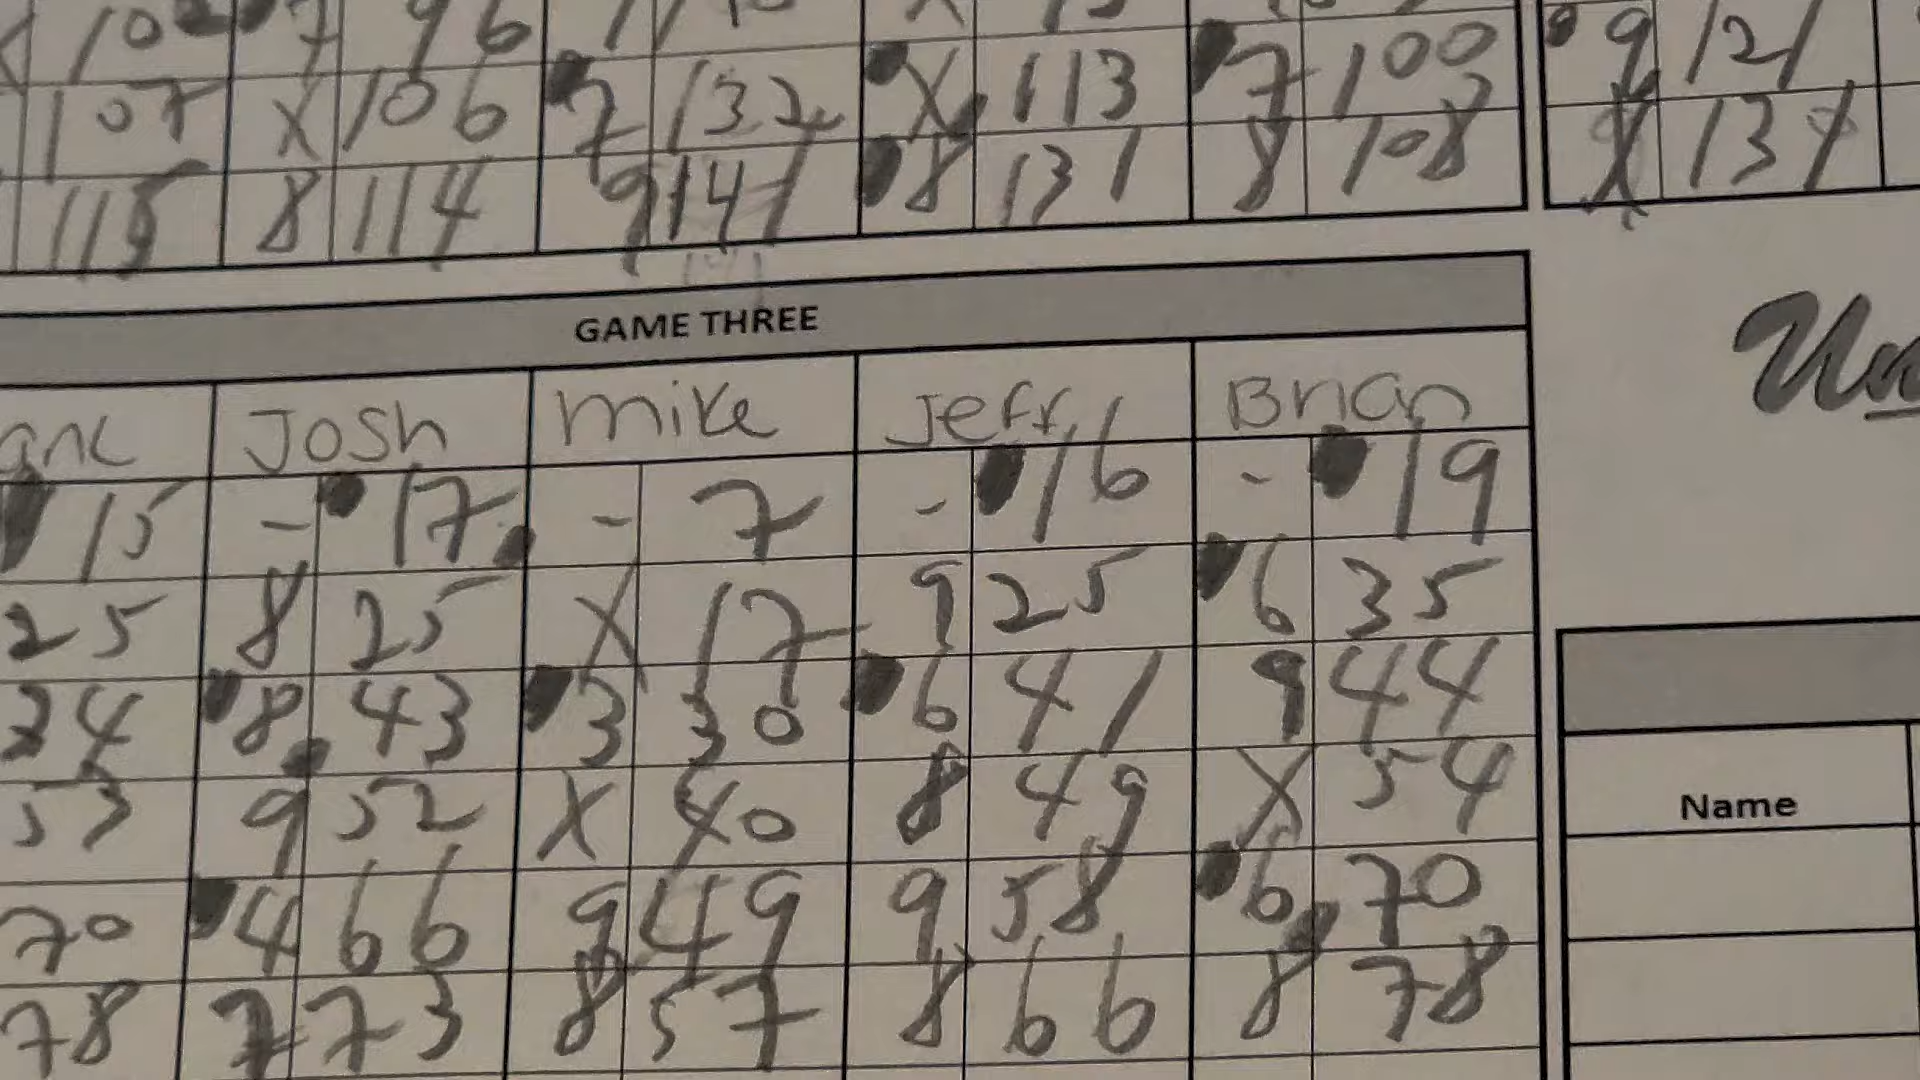 9 121
7 100
X 113
7 132
X 106
107
X 137
8 108
8 131
9 141
8 114
115
GAME THREE
Josh mike Jeff Brian
15 - 17 - 7 - 16 - 19
25 8 25 X 17 9 25 6 35
34 8 43 3 30 6 41 9 44
53 9 52 X 40 8 49 X 54
Name
70 4 66 9 49 9 58 6 70
78 7 73 8 57 8 66 8 78